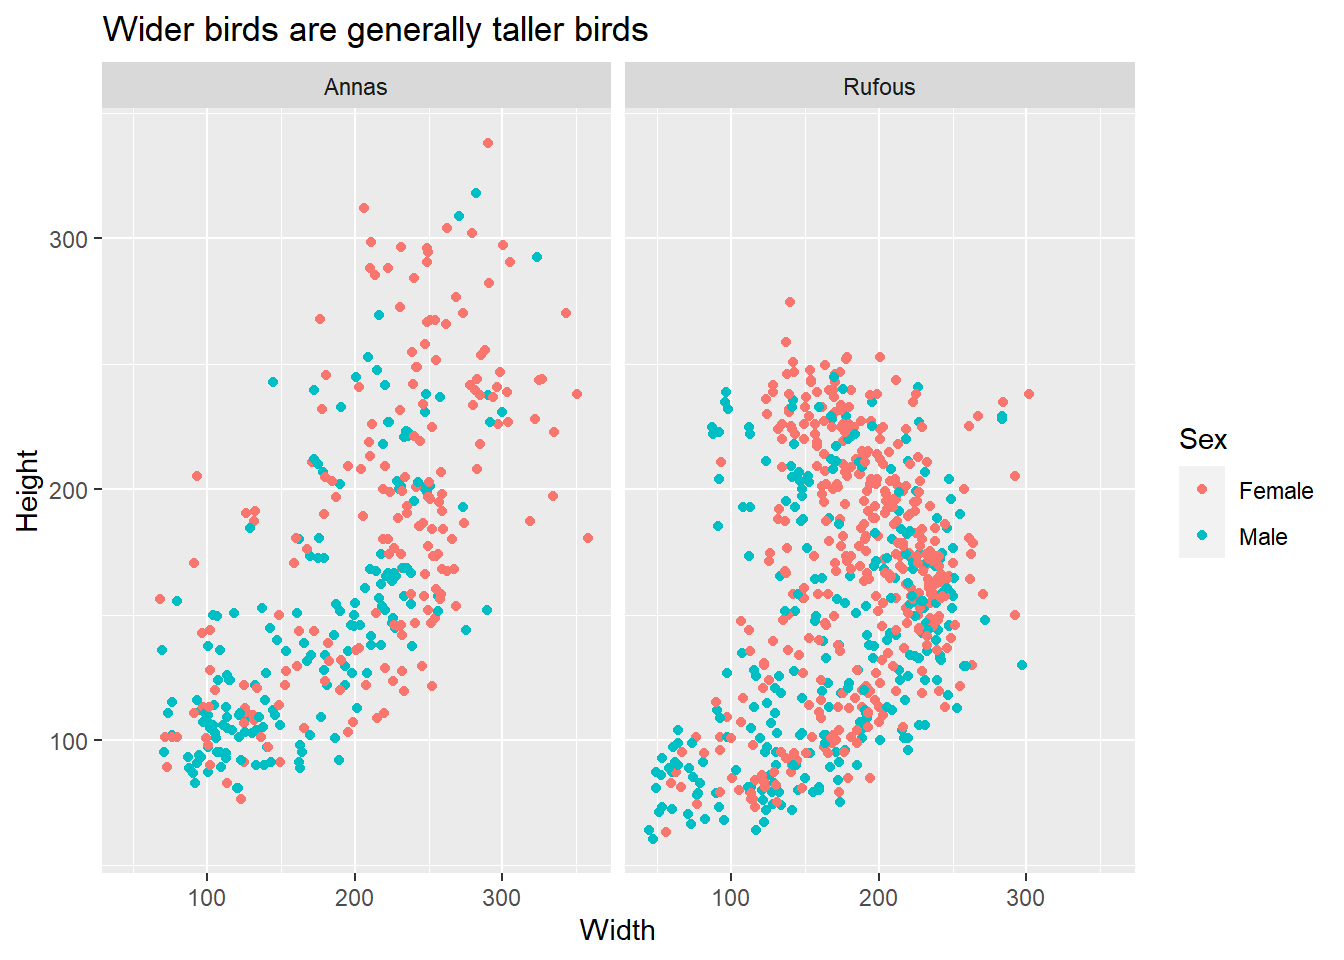 Wider birds are generally taller birds
Annas
Rufous
300
200
100
Height
100
200
300
100
200
300
Width
Sex
Female
Male